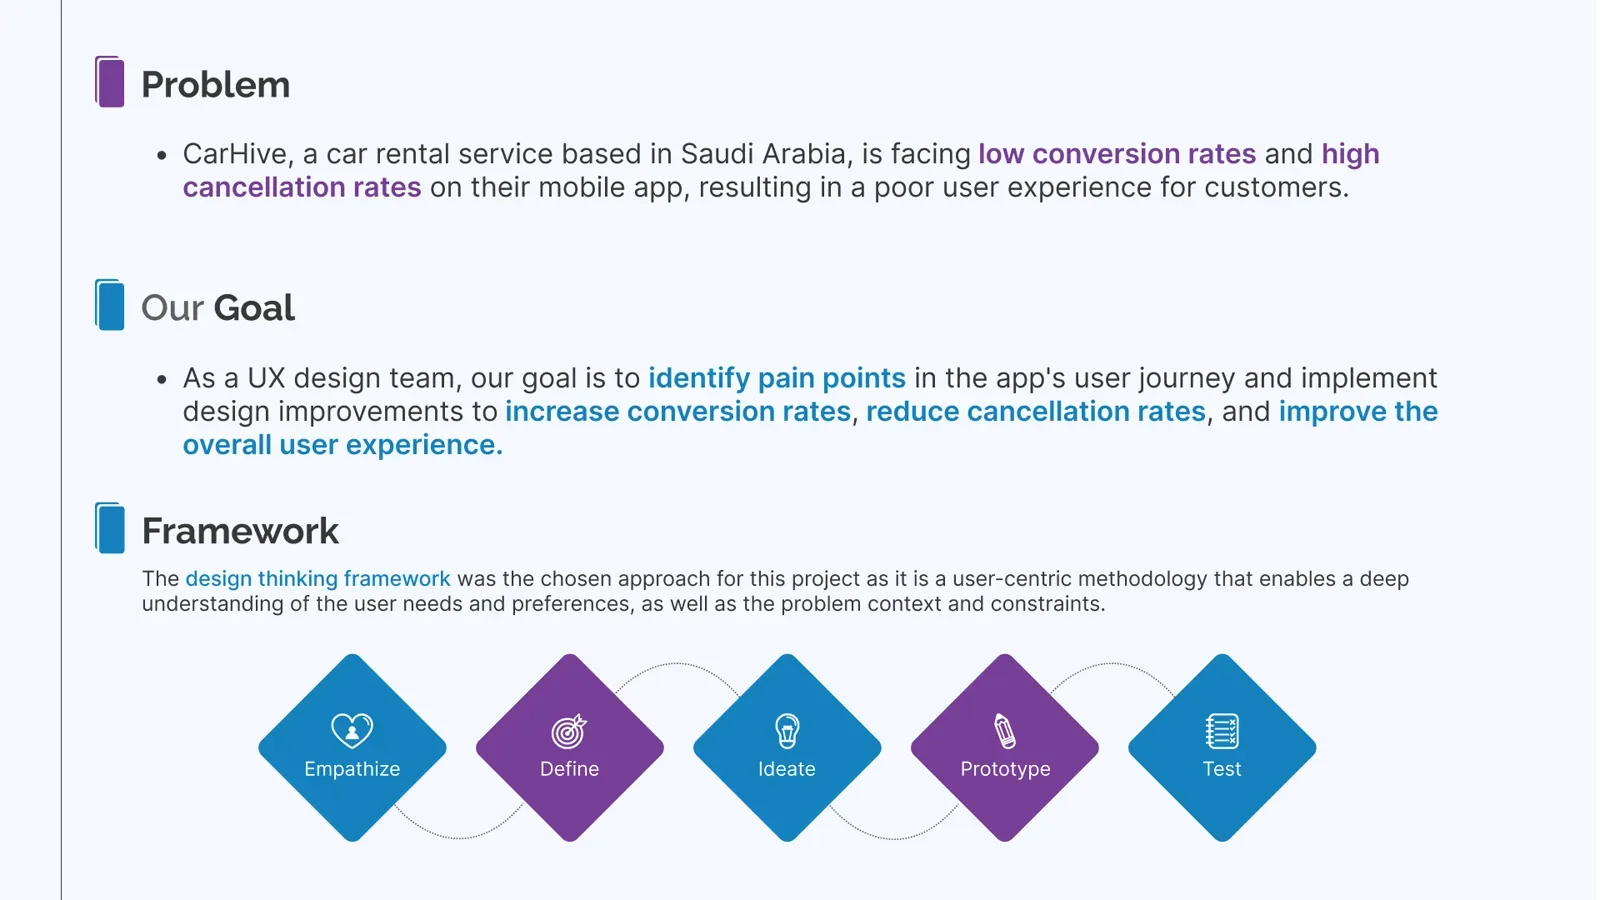 Problem
• CarHive, a car rental service based in Saudi Arabia, is facing low conversion rates and high
cancellation rates on their mobile app, resulting in a poor user experience for customers.
Our Goal
• As a UX design team, our goal is to identify pain points in the app's user journey and implement
design improvements to increase conversion rates, reduce cancellation rates, and improve the
overall user experience.
Framework
The design thinking framework was the chosen approach for this project as it is a user-centric methodology that enables a deep
understanding of the user needs and preferences, as well as the problem context and constraints.
Empathize
Define
Ideate
Prototype
Test